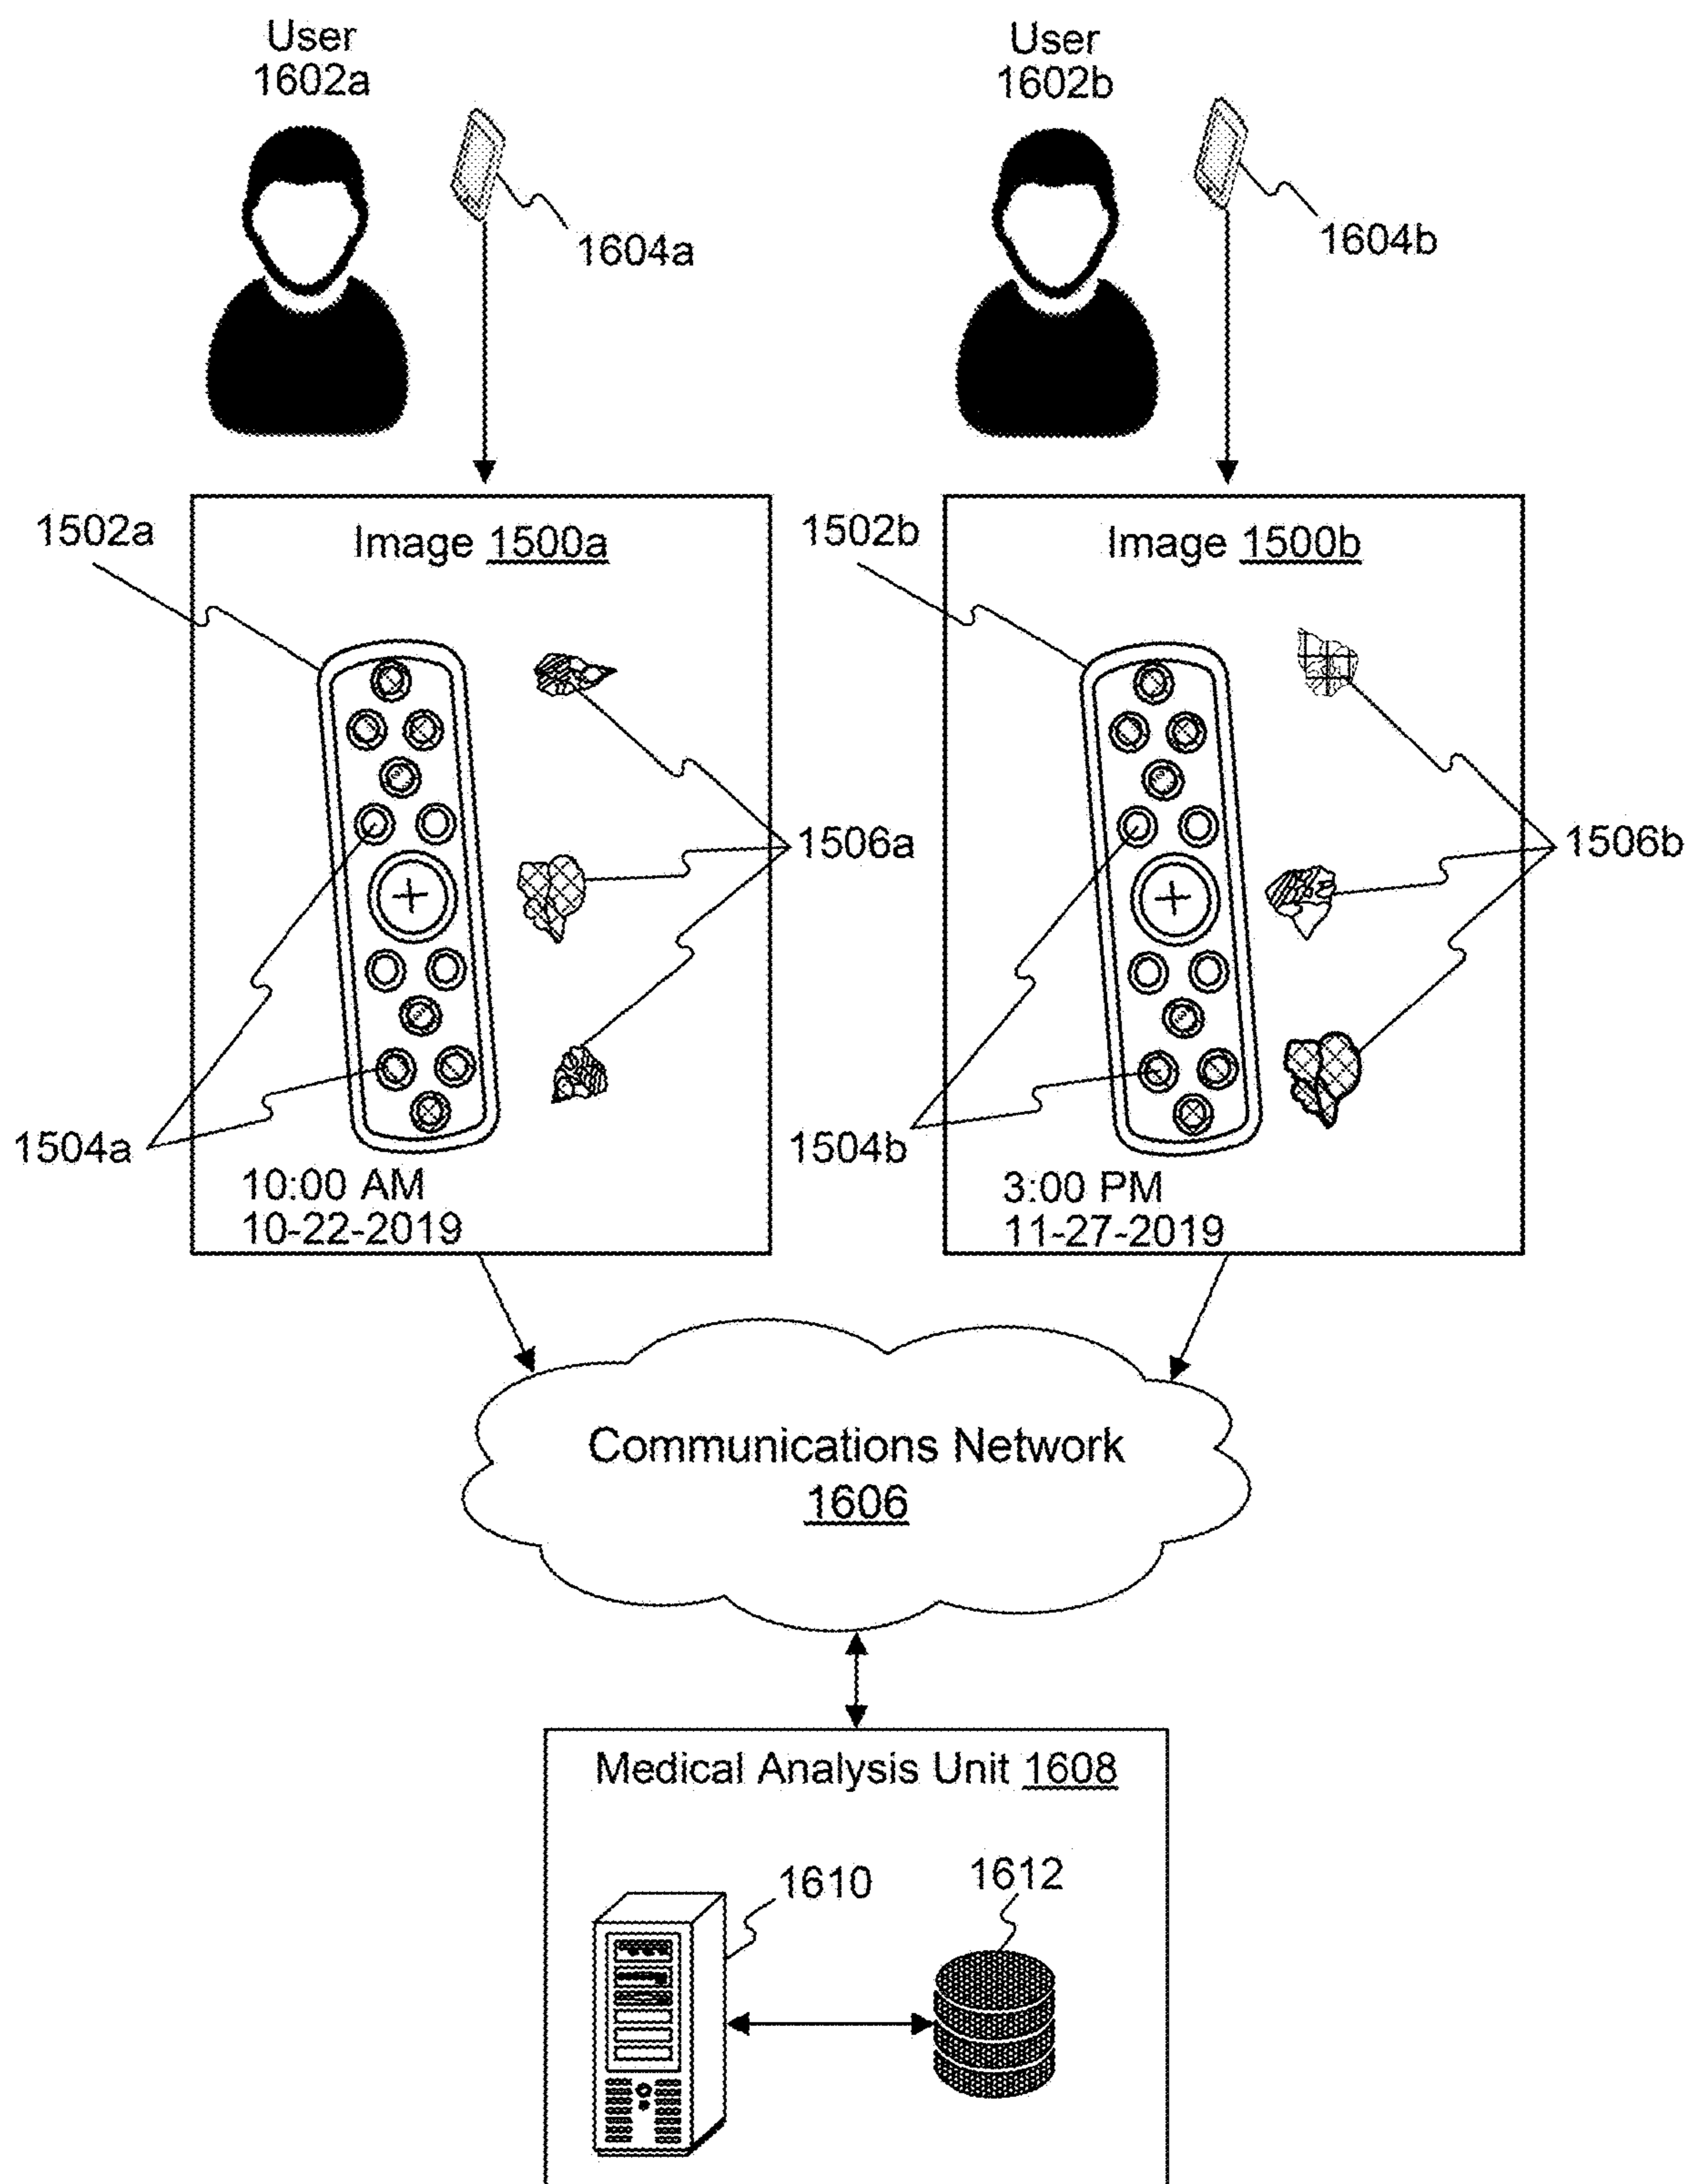 User
1602a
User
1602b
1604a
1604b
1502a
Image 1500a
1502b
Image 1500b
1506a
1506b
1504a
1504b
10:00 AM
10-22-2019
3:00 PM
11-27-2019
Communications Network
1606
Medical Analysis Unit 1608
1610
1612